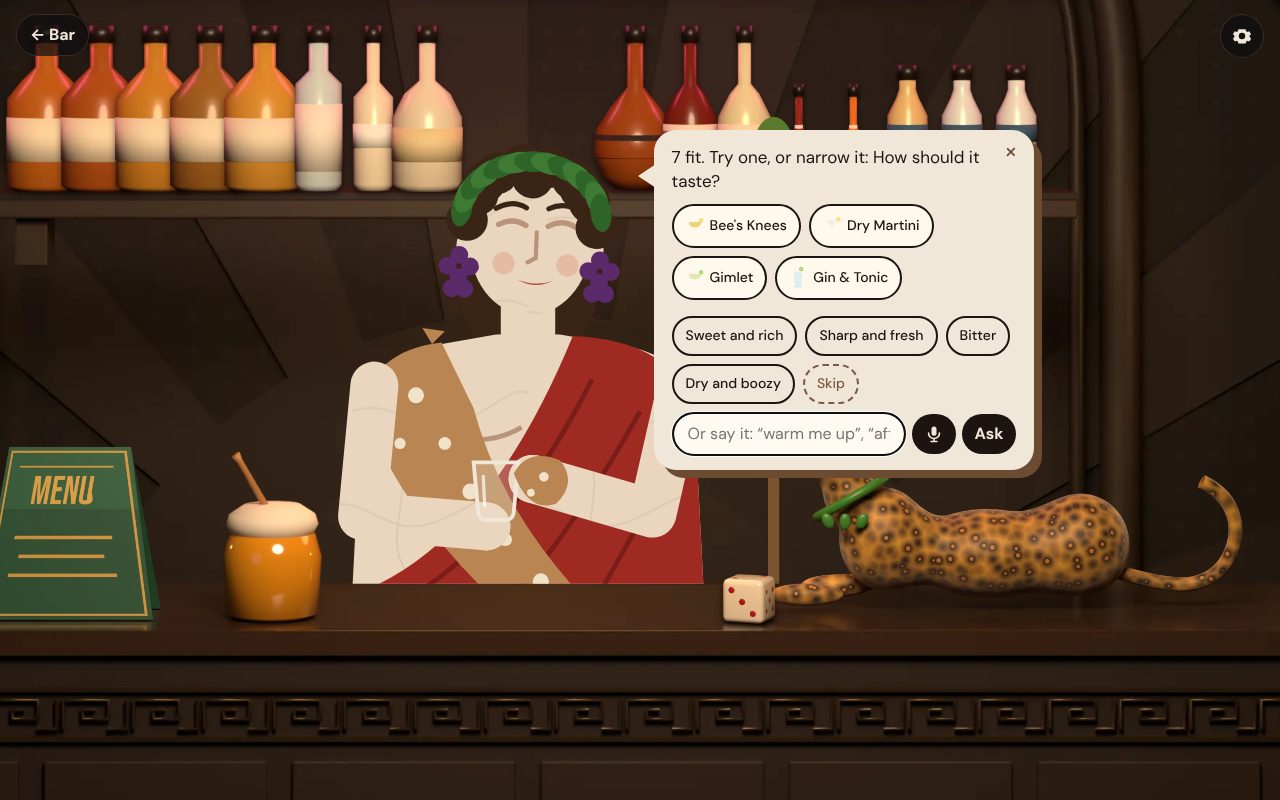 ← Bar
7 fit. Try one, or narrow it: How should it
taste?
×
Bee's Knees
Dry Martini
Gimlet
Gin & Tonic
Sweet and rich
Sharp and fresh
Bitter
Dry and boozy
Skip
Or say it: “warm me up”, “af
Ask
MENU